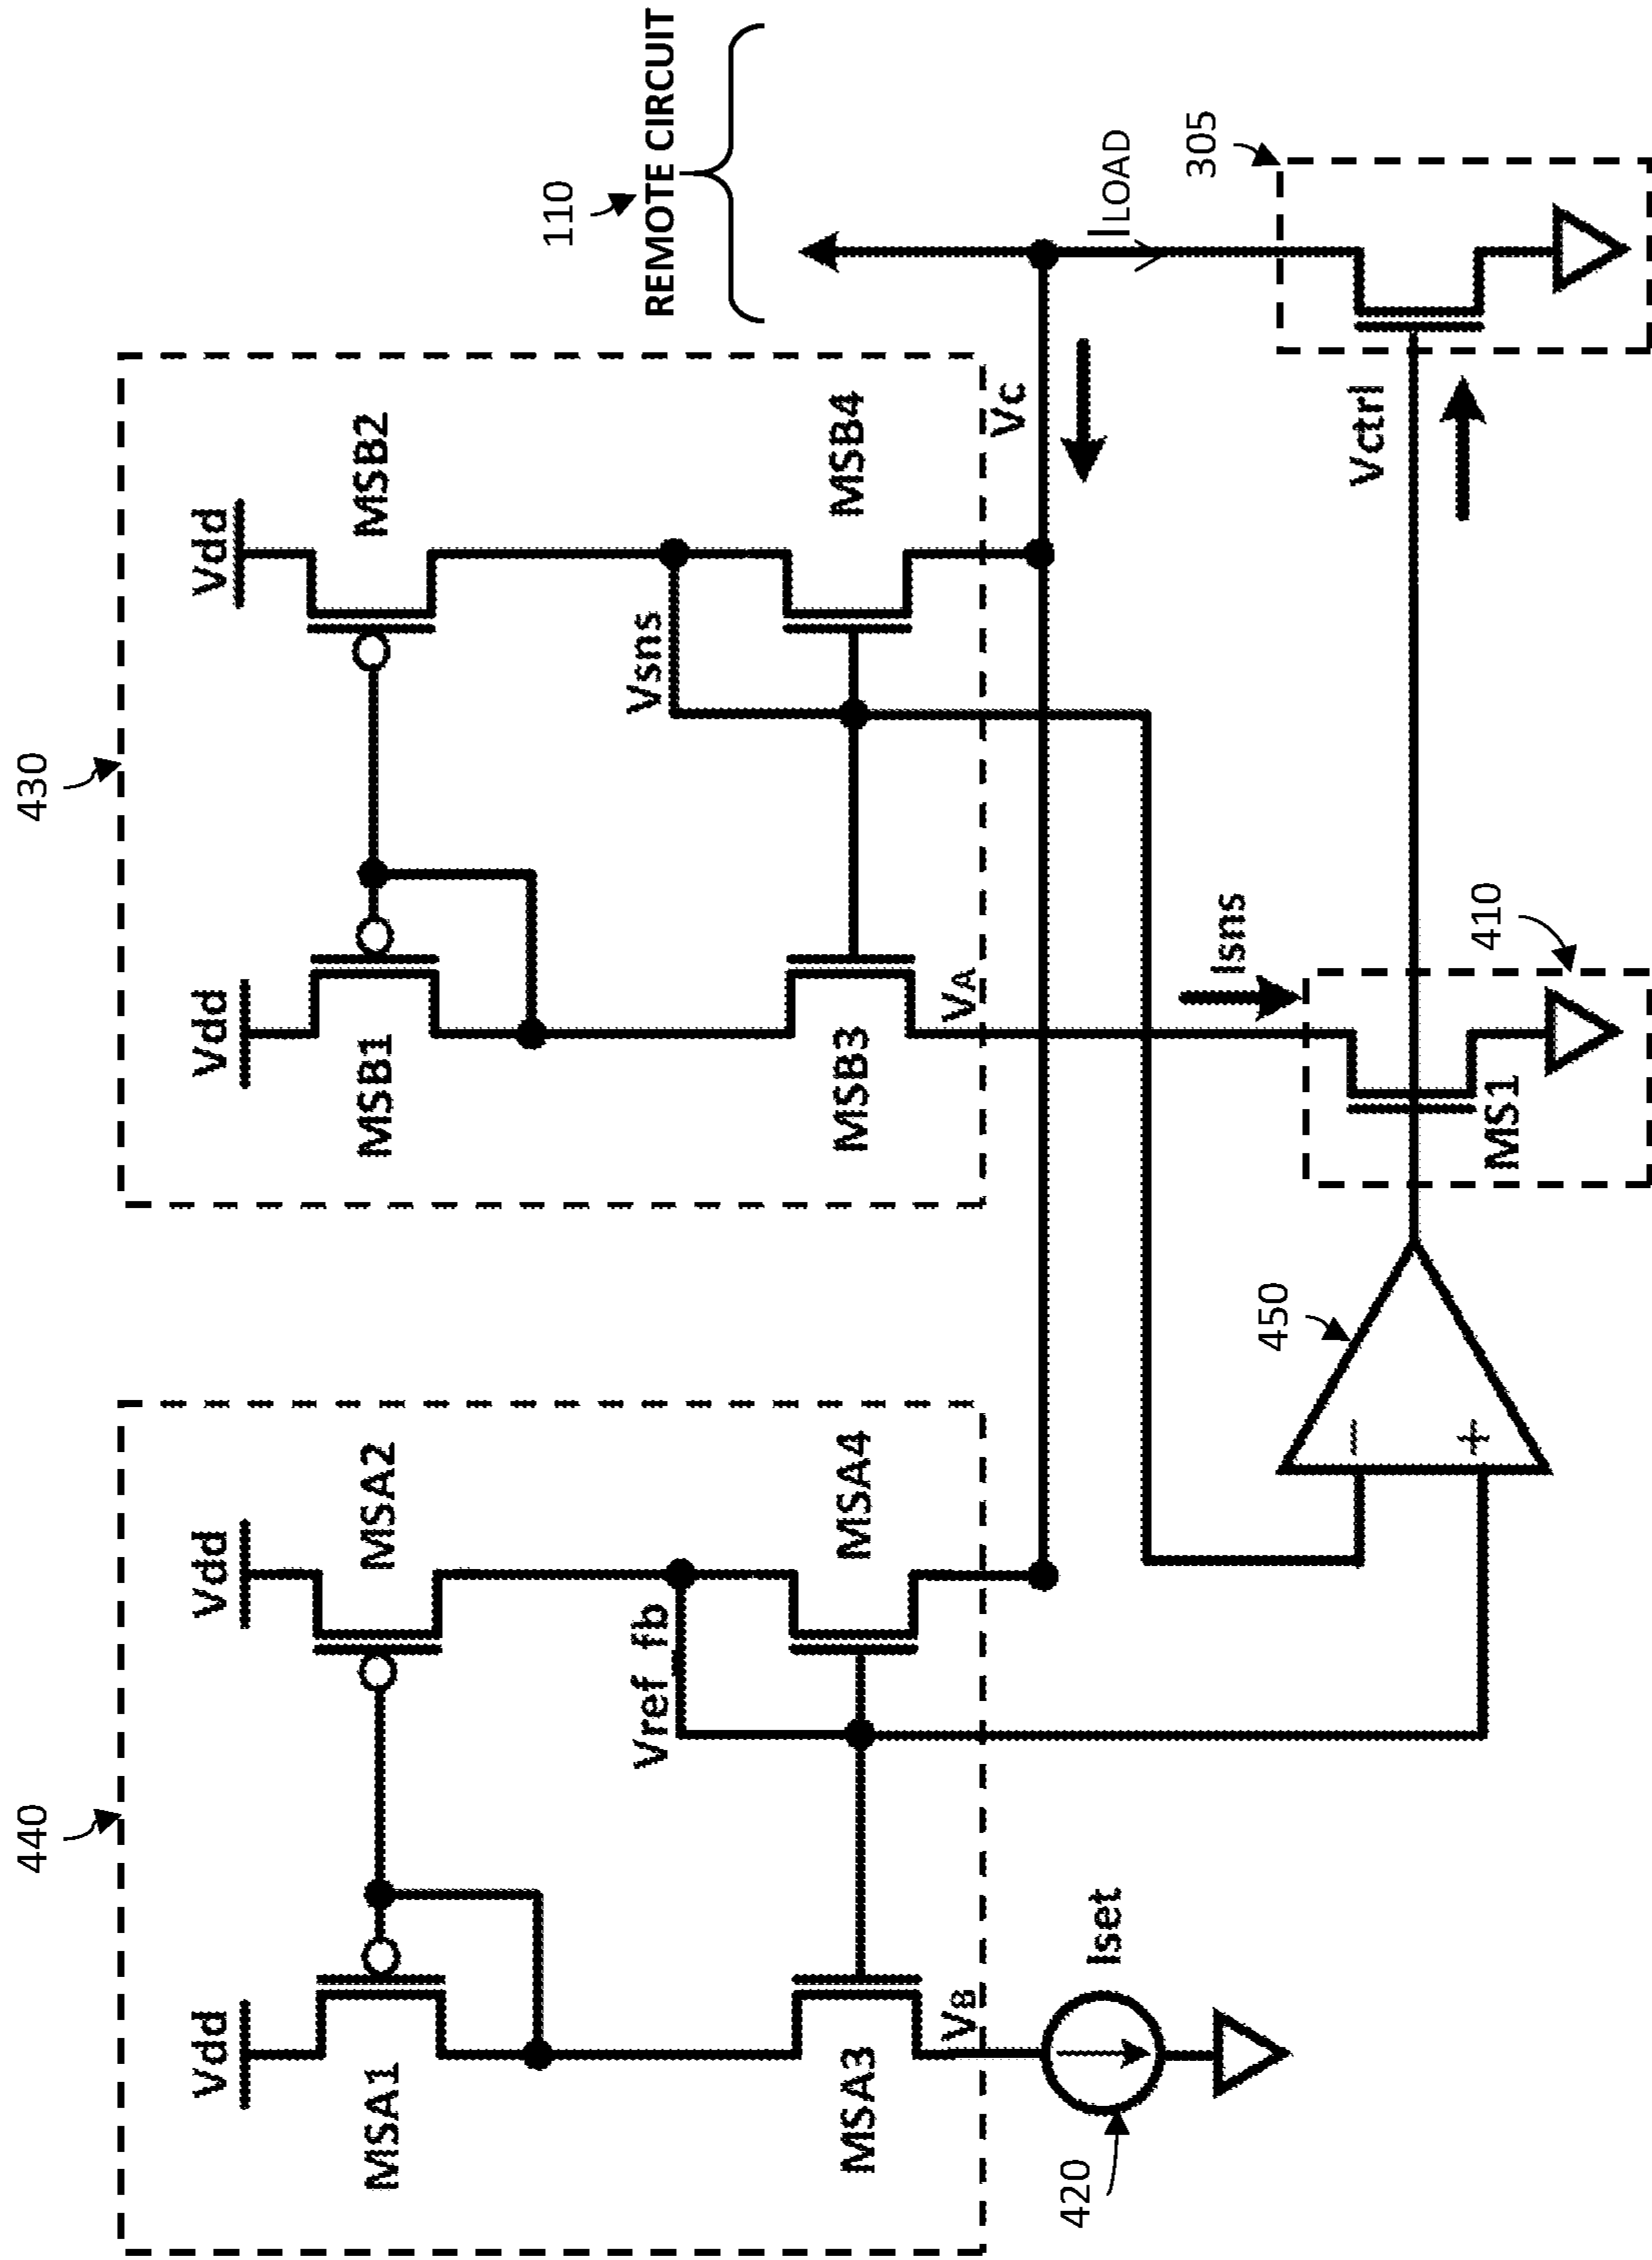 440
430
110
REMOTE CIRCUIT
Vdd
Vdd
Vdd
Vdd
MSA1
MSA2
MSB1
MSB2
Vref_fb
Vsns
MSA3
MSA4
MSB3
MSB4
VB
VA
Vc
Iset
420
Isns
ILOAD
305
450
−
+
410
MS1
Vctrl